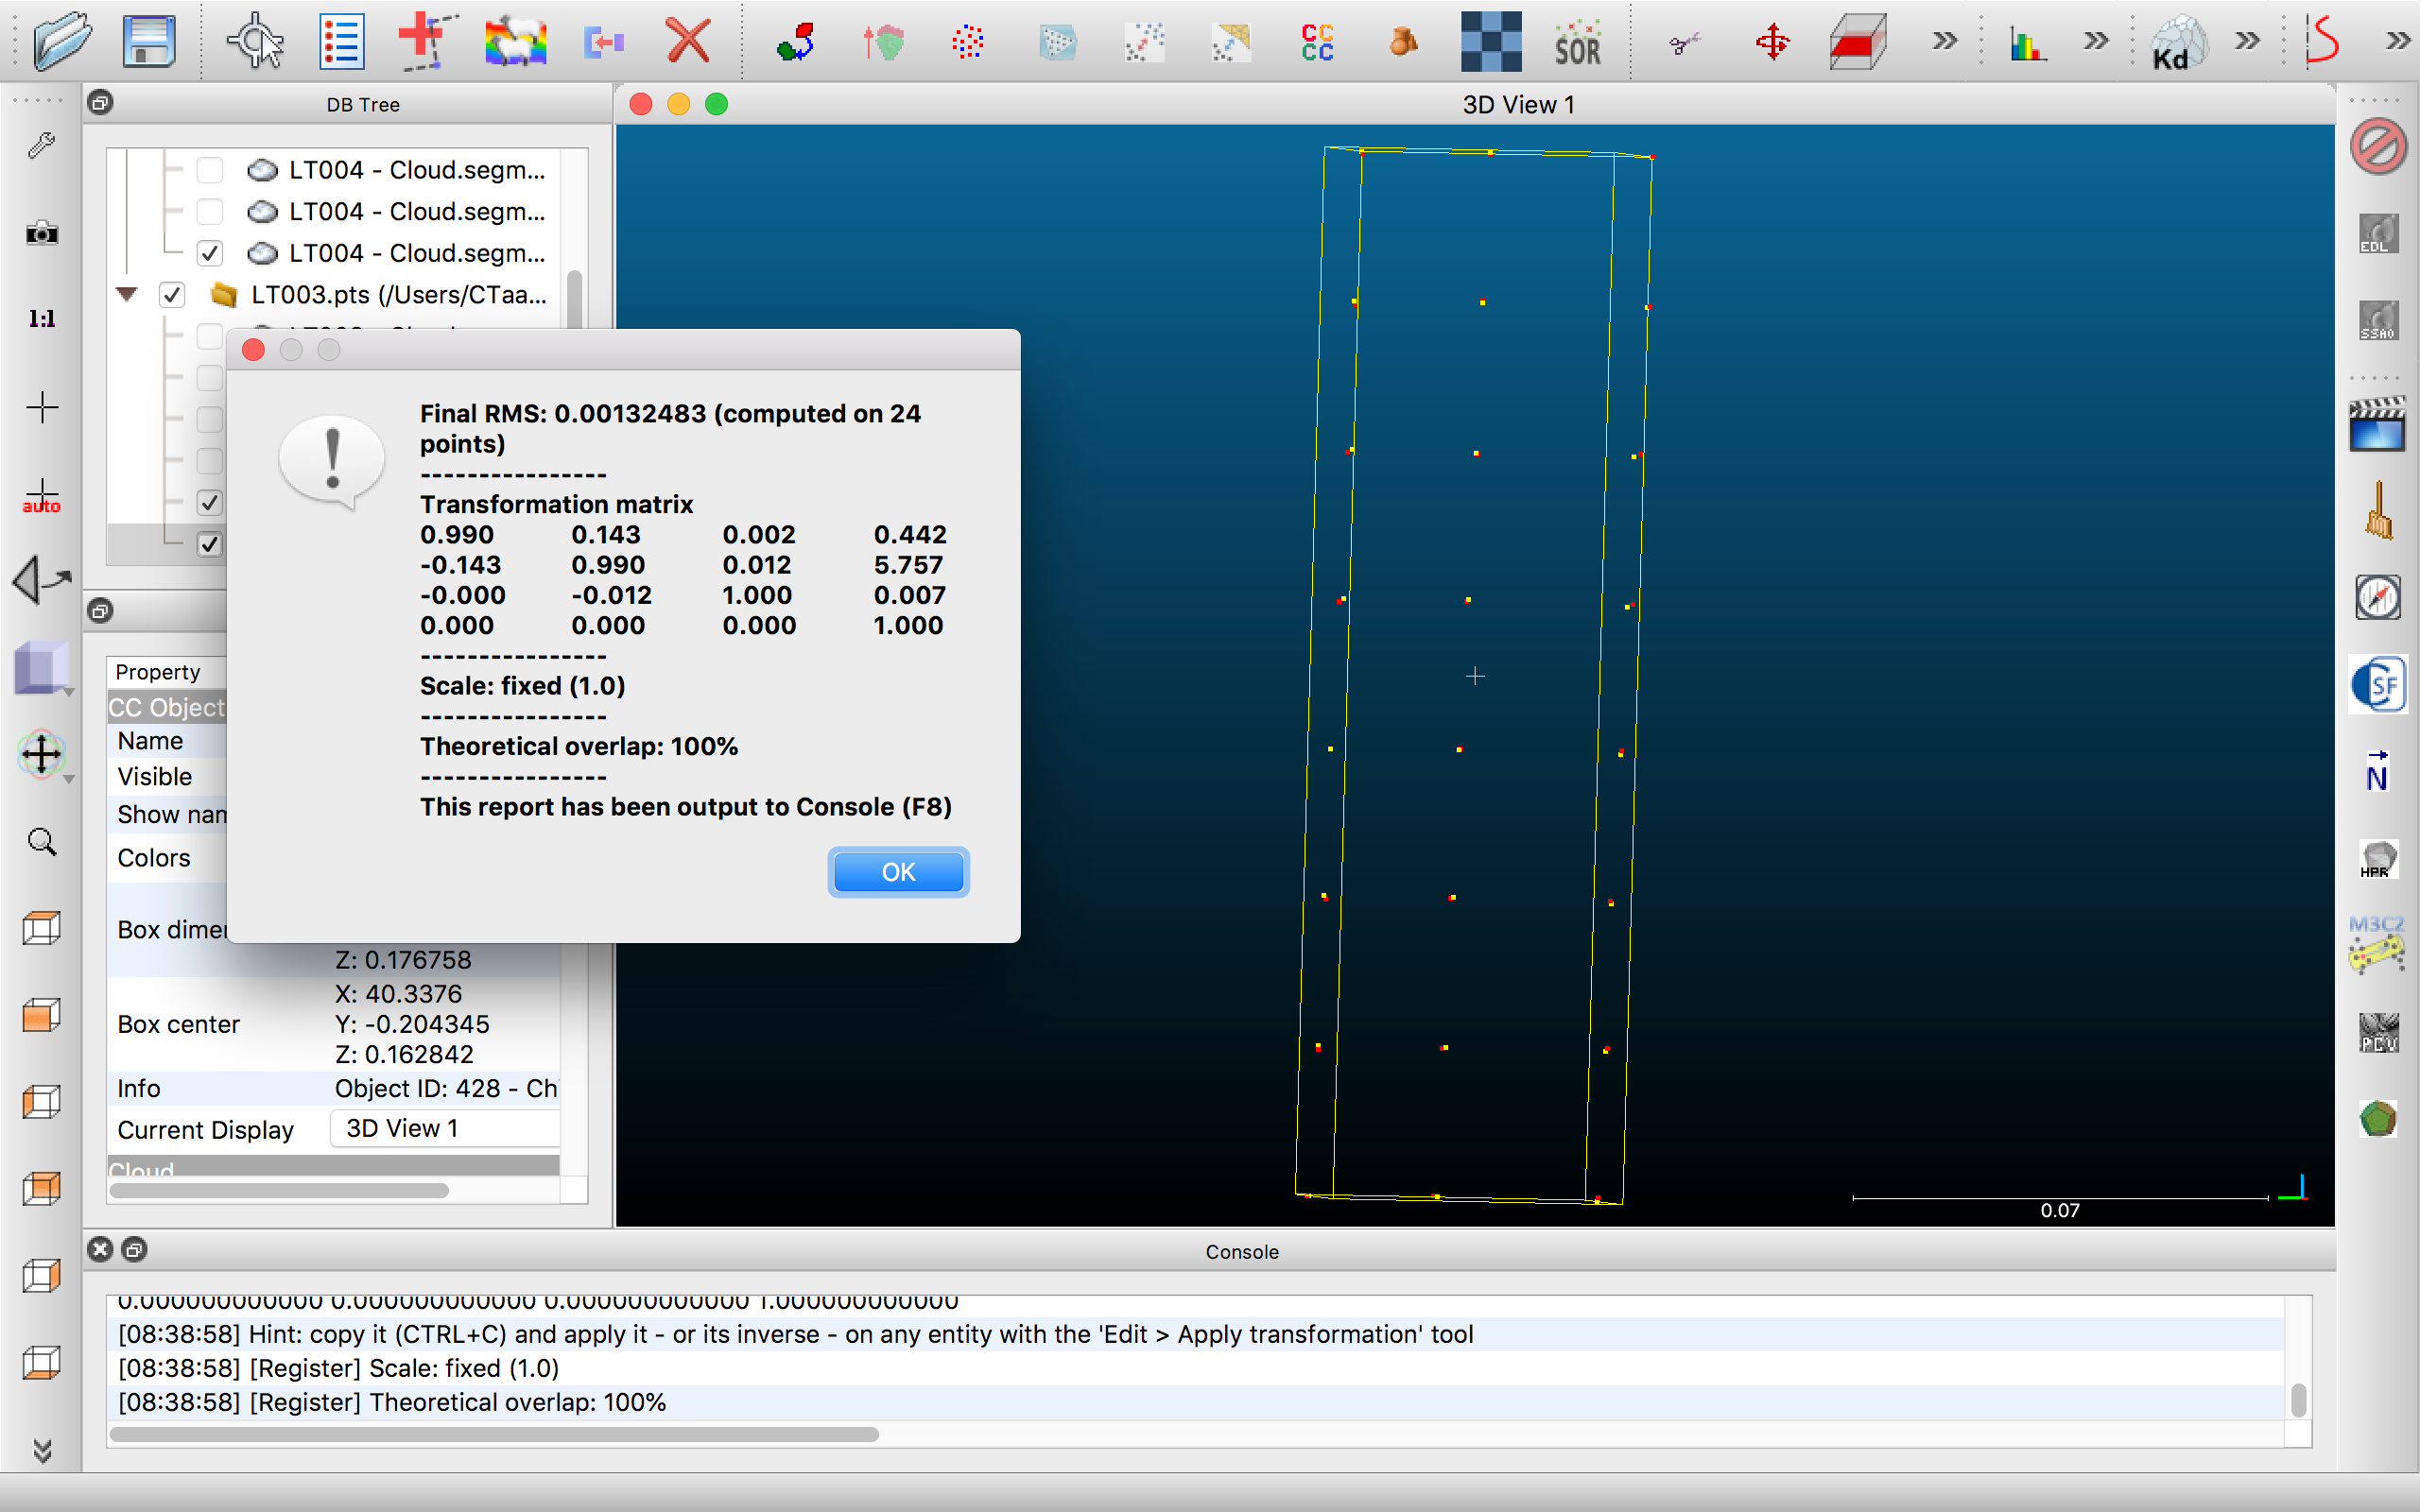 CC
CC
SOR
Kd
DB Tree
3D View 1
LT004 - Cloud.segm...
LT004 - Cloud.segm...
LT004 - Cloud.segm...
LT003.pts (/Users/CTaa...
1:1
auto
EDL
SSAO
Final RMS: 0.00132483 (computed on 24
points)
----------------
Transformation matrix
0.990 0.143 0.002 0.442
-0.143 0.990 0.012 5.757
-0.000 -0.012 1.000 0.007
0.000 0.000 0.000 1.000
----------------
Scale: fixed (1.0)
----------------
Theoretical overlap: 100%
----------------
This report has been output to Console (F8)
OK
Property
CC Object
Name
Visible
Show nam
Colors
Box dimen
Z: 0.176758
Box center
X: 40.3376
Y: -0.204345
Z: 0.162842
Info
Object ID: 428 - Ch
Current Display
3D View 1
Cloud
CSF
N
HPR
M3C2
PCV
0.07
Console
0.000000000000 0.000000000000 0.000000000000 1.000000000000
[08:38:58] Hint: copy it (CTRL+C) and apply it - or its inverse - on any entity with the 'Edit > Apply transformation' tool
[08:38:58] [Register] Scale: fixed (1.0)
[08:38:58] [Register] Theoretical overlap: 100%